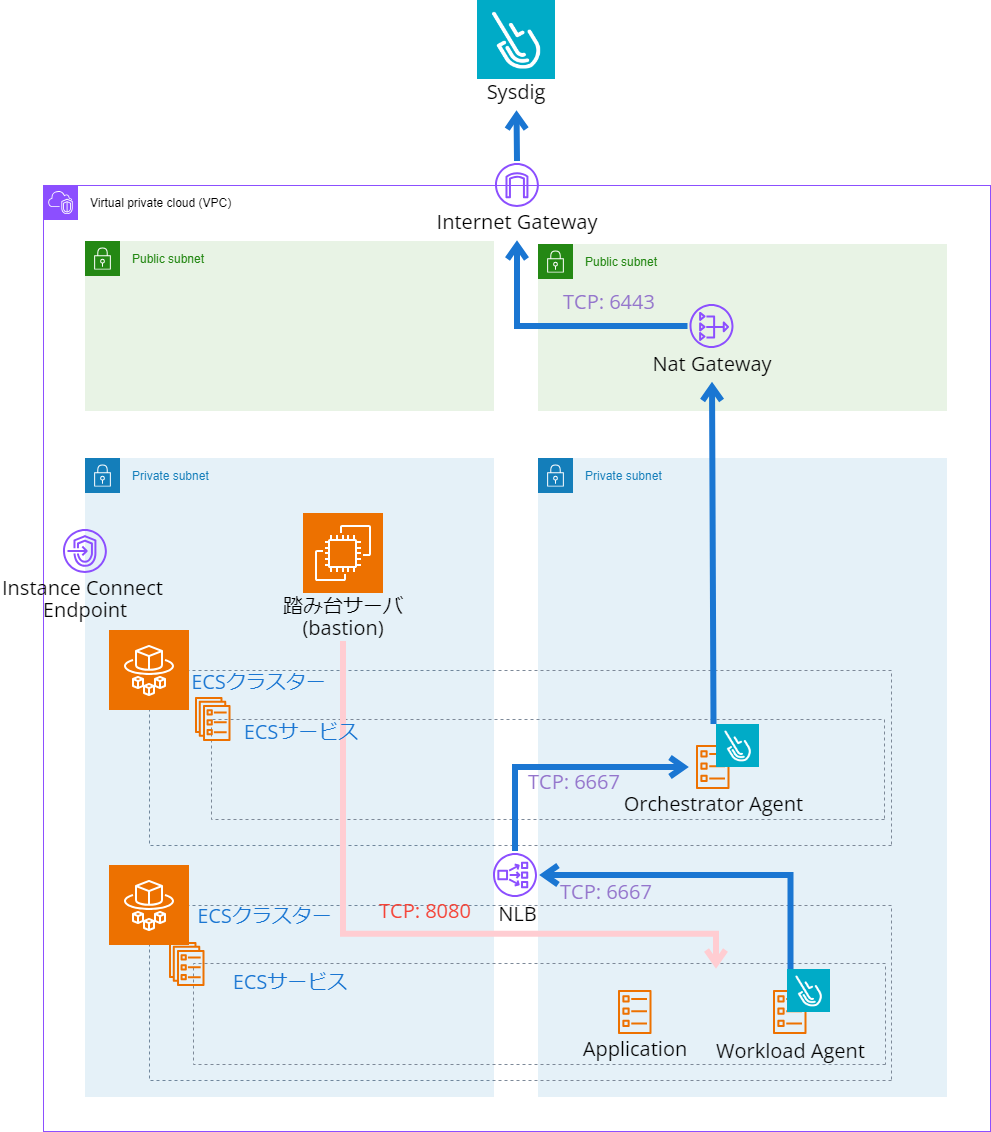 Sysdig
Virtual private cloud (VPC)
Internet Gateway
Public subnet
Public subnet
TCP: 6443
Nat Gateway
Private subnet
Private subnet
Instance Connect
Endpoint
踏み台サーバ
(bastion)
ECSクラスター
ECSサービス
TCP: 6667
Orchestrator Agent
TCP: 6667
ECSクラスター
TCP: 8080
NLB
ECSサービス
Application
Workload Agent